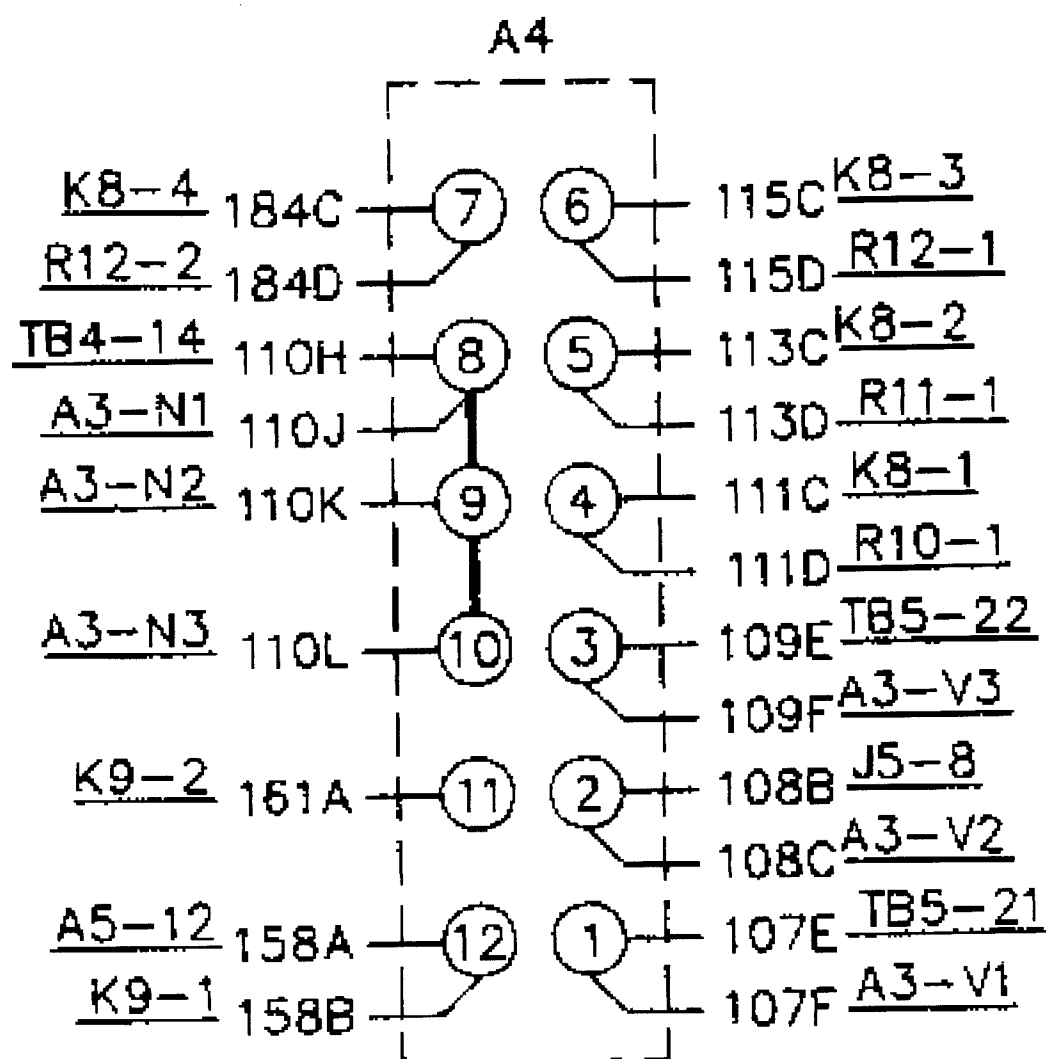 A4
K8-4 184C 7 6 115C K8-3
R12-2 184D 115D R12-1
TB4-14 110H 8 5 113C K8-2
A3-N1 110J 113D R11-1
A3-N2 110K 9 4 111C K8-1
111D R10-1
A3-N3 110L 10 3 109E TB5-22
109F A3-V3
K9-2 161A 11 2 108B J5-8
108C A3-V2
A5-12 158A 12 1 107E TB5-21
K9-1 158B 107F A3-V1